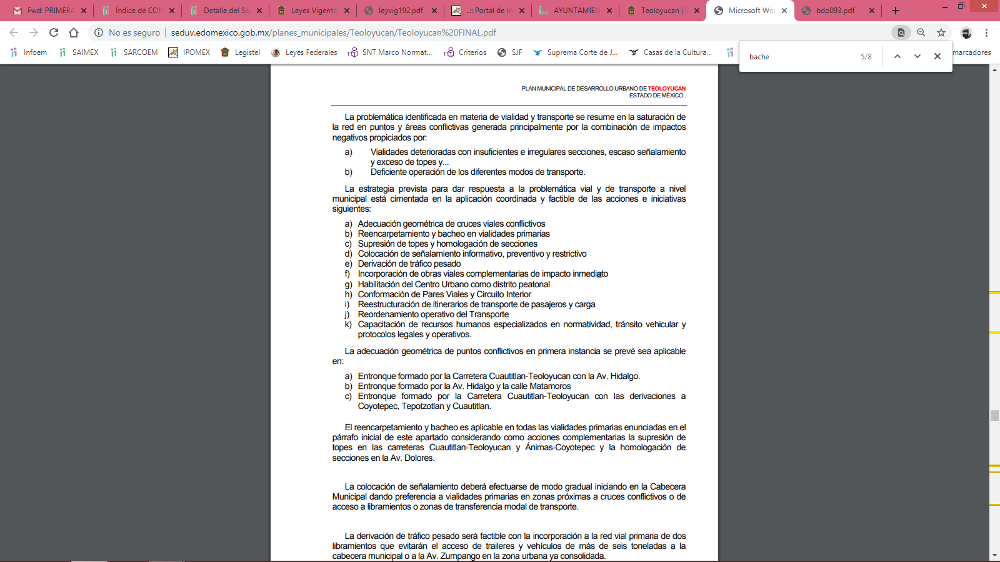 Fwd: PRIMERA
Índice de COM
Detalle del Se
Leyes Vigente
leyvig192.pdf
..:: Portal de In
AYUNTAMIEN
Teoloyucan | S
Microsoft Wor
bdo093.pdf
No es seguro | seduv.edomexico.gob.mx/planes_municipales/Teoloyucan/Teoloyucan%20FINAL.pdf
Infoem SAIMEX SARCOEM IPOMEX Legistel Leyes Federales SNT Marco Normat... Criterios SJF Suprema Corte de J... Casas de la Cultura... marcadores
bache 5/8
PLAN MUNICIPAL DE DESARROLLO URBANO DE TEOLOYUCAN
ESTADO DE MÉXICO .
La problemática identificada en materia de vialidad y transporte se resume en la saturación de
la red en puntos y áreas conflictivas generada principalmente por la combinación de impactos
negativos propiciados por:
a) Vialidades deterioradas con insuficientes e irregulares secciones, escaso señalamiento
y exceso de topes y...
b) Deficiente operación de los diferentes modos de transporte.
La estrategia prevista para dar respuesta a la problemática vial y de transporte a nivel
municipal está cimentada en la aplicación coordinada y factible de las acciones e iniciativas
siguientes:
a) Adecuación geométrica de cruces viales conflictivos
b) Reencarpetamiento y bacheo en vialidades primarias
c) Supresión de topes y homologación de secciones
d) Colocación de señalamiento informativo, preventivo y restrictivo
e) Derivación de tráfico pesado
f) Incorporación de obras viales complementarias de impacto inmediato
g) Habilitación del Centro Urbano como distrito peatonal
h) Conformación de Pares Viales y Circuito Interior
i) Reestructuración de itinerarios de transporte de pasajeros y carga
j) Reordenamiento operativo del Transporte
k) Capacitación de recursos humanos especializados en normatividad, tránsito vehicular y
protocolos legales y operativos.
La adecuación geométrica de puntos conflictivos en primera instancia se prevé sea aplicable
en:
a) Entronque formado por la Carretera Cuautitlan-Teoloyucan con la Av. Hidalgo.
b) Entronque formado por la Av. Hidalgo y la calle Matamoros
c) Entronque formado por la Carretera Cuautitlan-Teoloyucan con las derivaciones a
Coyotepec, Tepotzotlan y Cuautitlan.
El reencarpetamiento y bacheo es aplicable en todas las vialidades primarias enunciadas en el
párrafo inicial de este apartado considerando como acciones complementarias la supresión de
topes en las carreteras Cuautitlan-Teoloyucan y Ánimas-Coyotepec y la homologación de
secciones en la Av. Dolores.
La colocación de señalamiento deberá efectuarse de modo gradual iniciando en la Cabecera
Municipal dando preferencia a vialidades primarias en zonas próximas a cruces conflictivos o de
acceso a libramientos o zonas de transferencia modal de transporte.
La derivación de tráfico pesado será factible con la incorporación a la red vial primaria de dos
libramientos que evitarán el acceso de traileres y vehículos de más de seis toneladas a la
cabecera municipal o a la Av. Zumpango en la zona urbana ya consolidada.